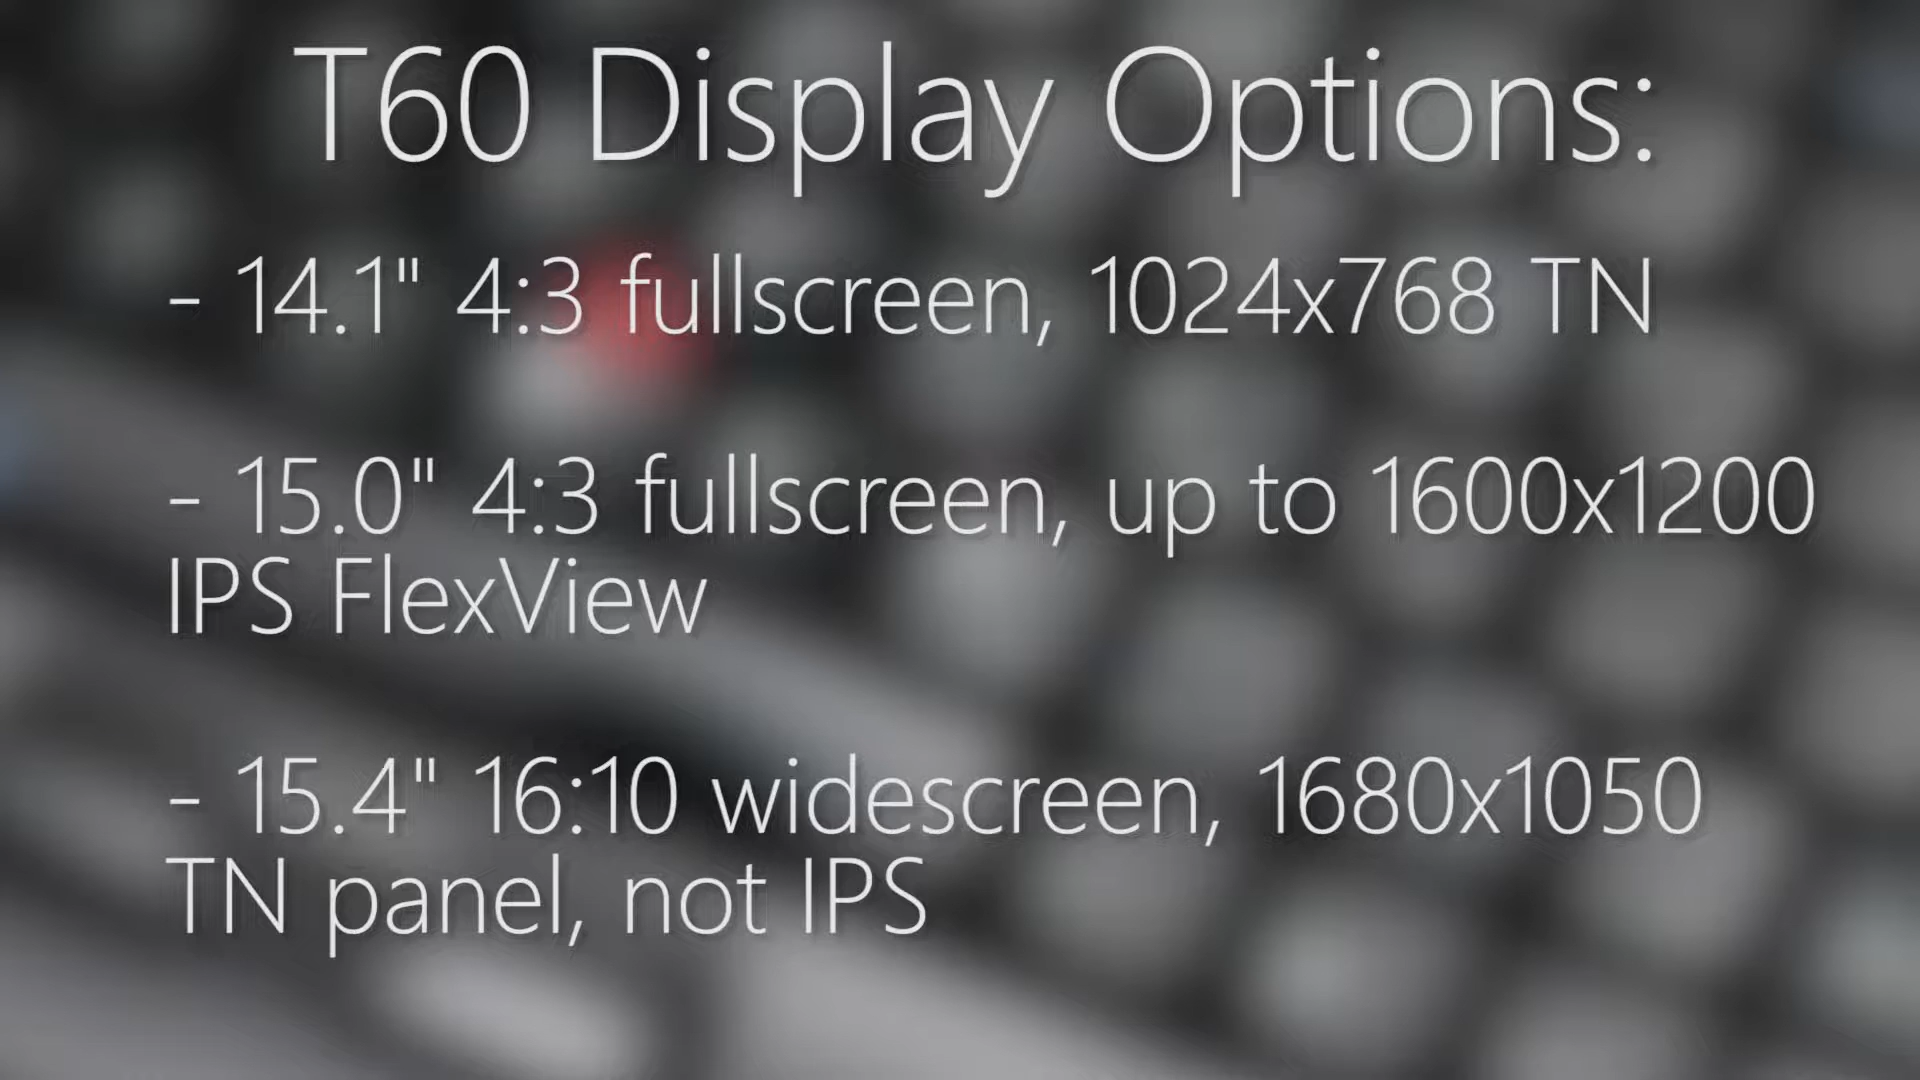 T60 Display Options:
- 14.1" 4:3 fullscreen, 1024x768 TN
- 15.0" 4:3 fullscreen, up to 1600x1200
IPS FlexView
- 15.4" 16:10 widescreen, 1680x1050
TN panel, not IPS